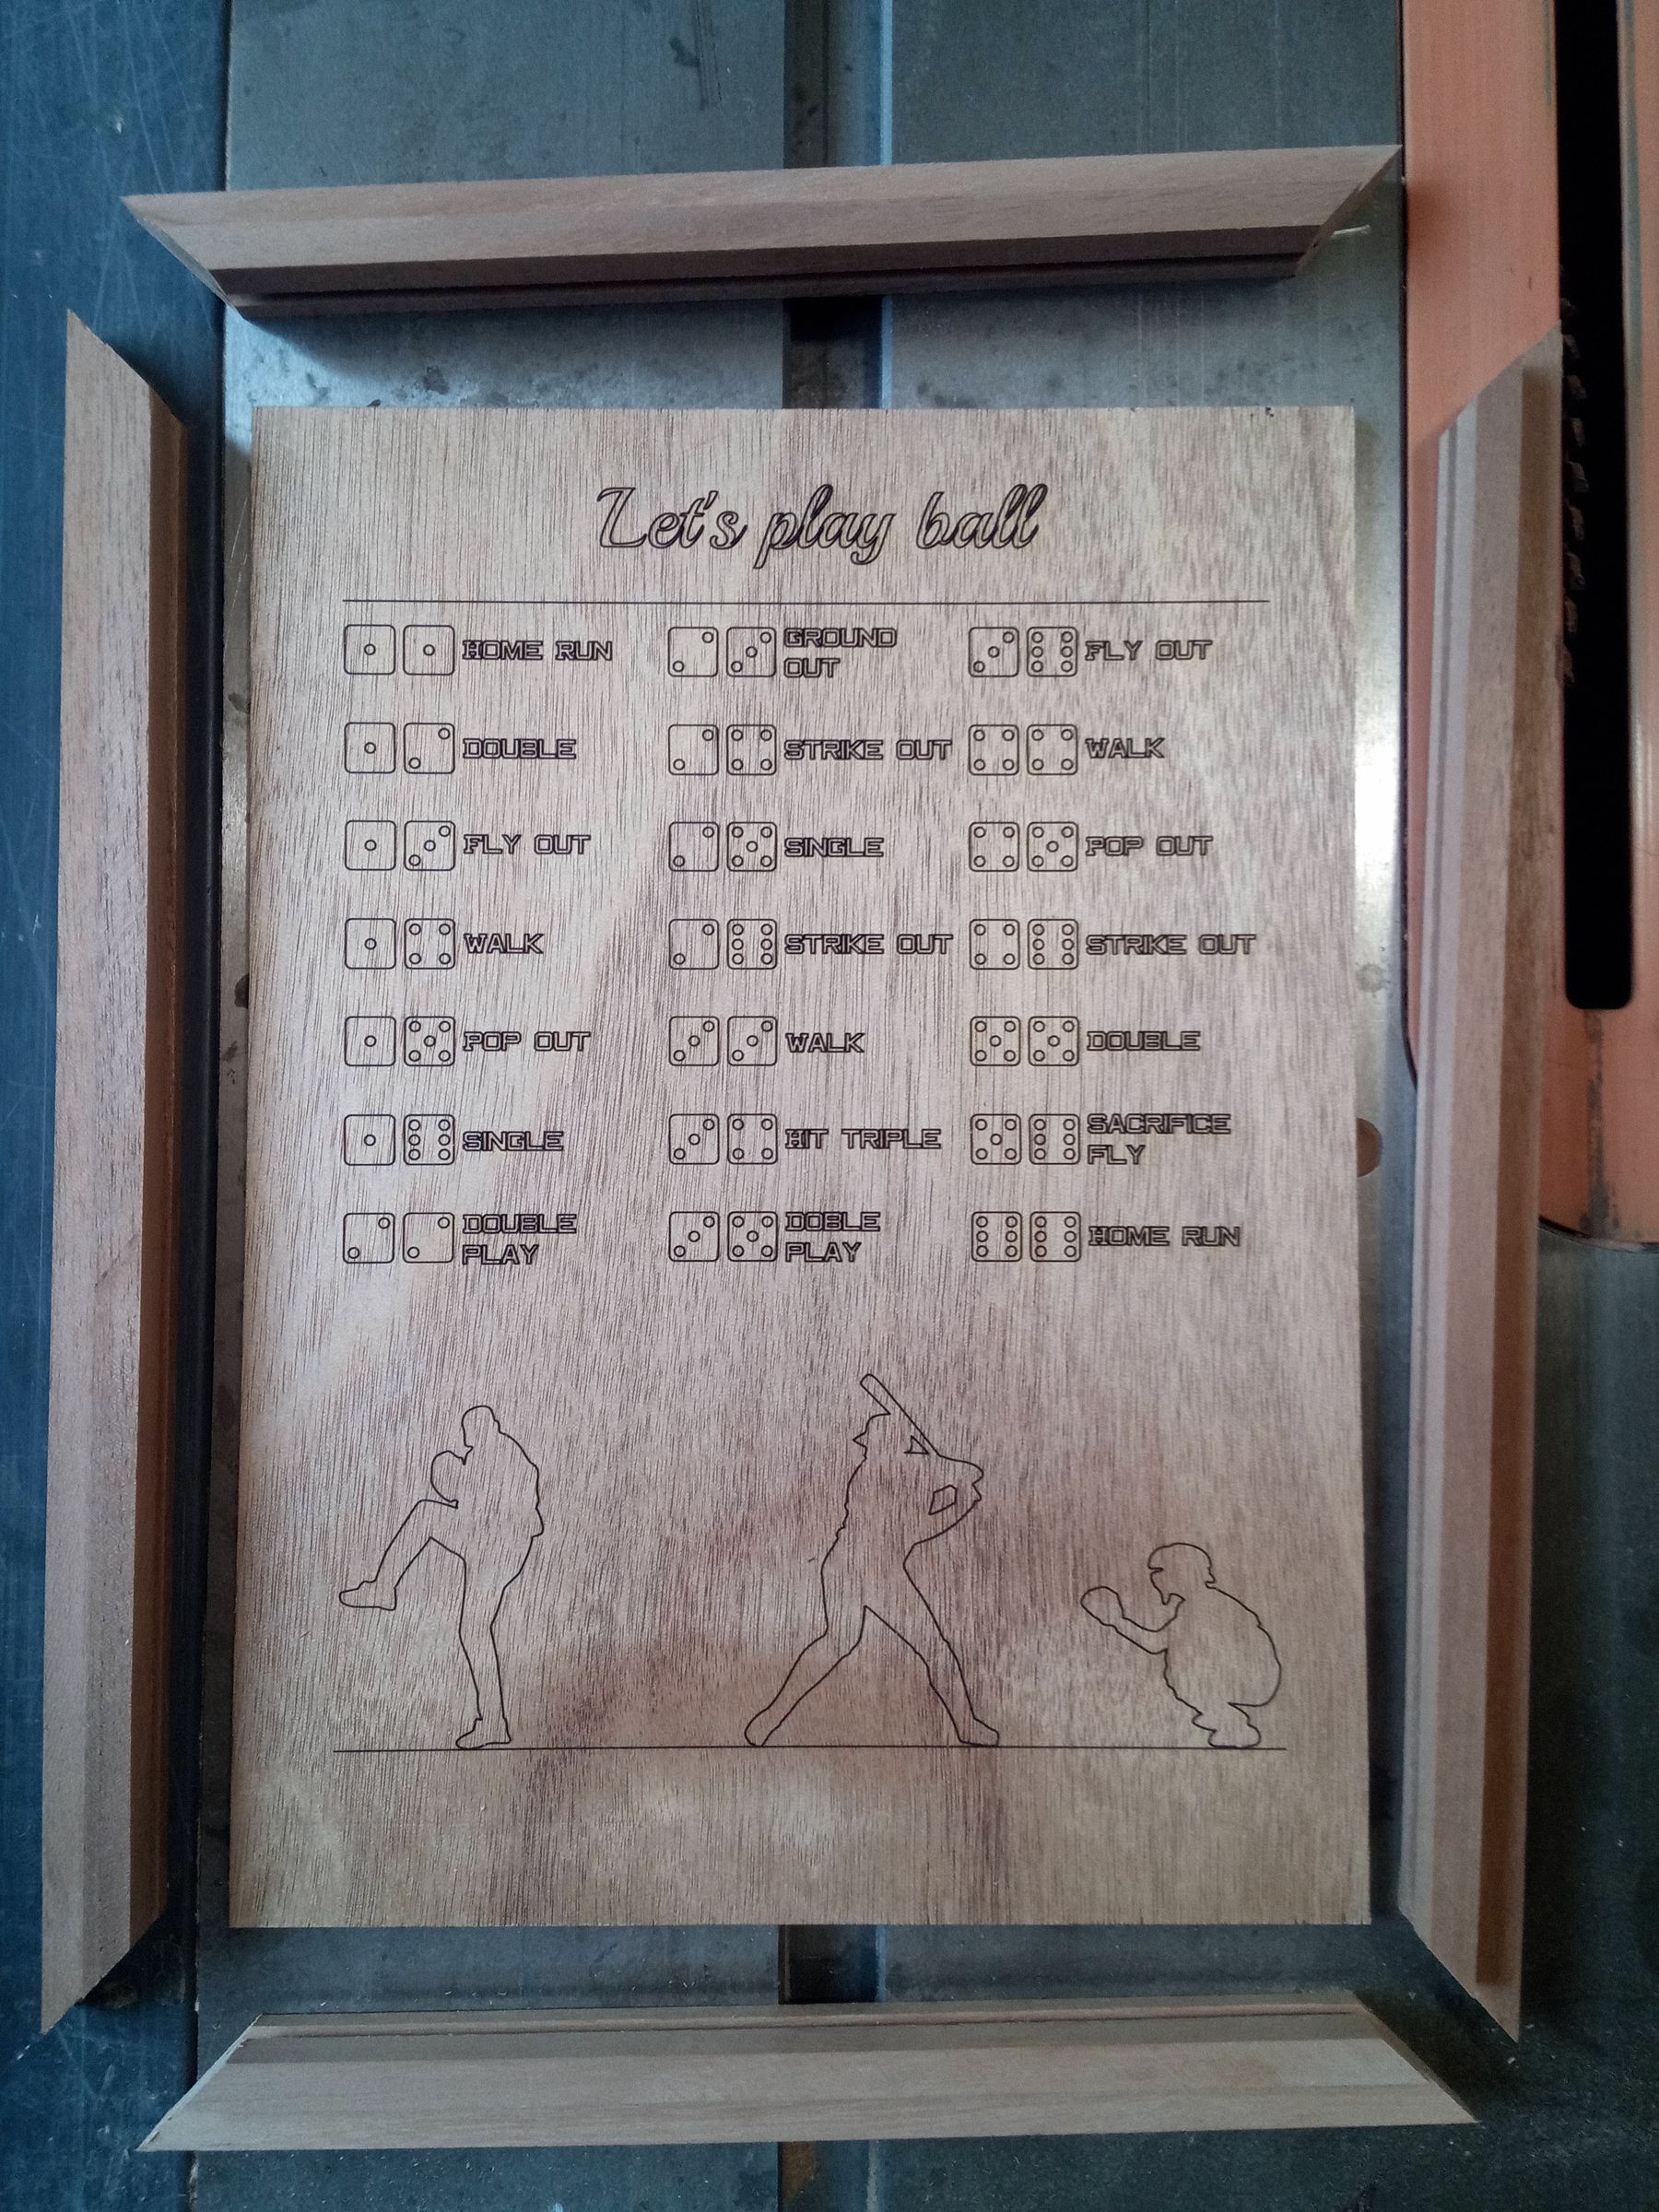 Let's play ball
HOME RUN
DOUBLE
FLY OUT
WALK
POP OUT
SINGLE
DOUBLE
PLAY
GROUND
OUT
STRIKE OUT
SINGLE
STRIKE OUT
WALK
HIT TRIPLE
DOBLE
PLAY
FLY OUT
WALK
POP OUT
STRIKE OUT
DOUBLE
SACRIFICE
FLY
HOME RUN